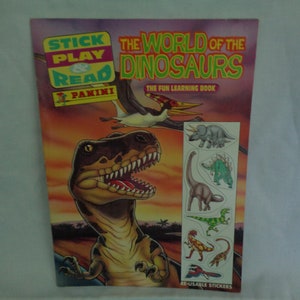 STICK
PLAY
&
READ
PANINI
THE WORLD OF THE
DINOSAURS
THE FUN LEARNING BOOK
RE-USABLE STICKERS